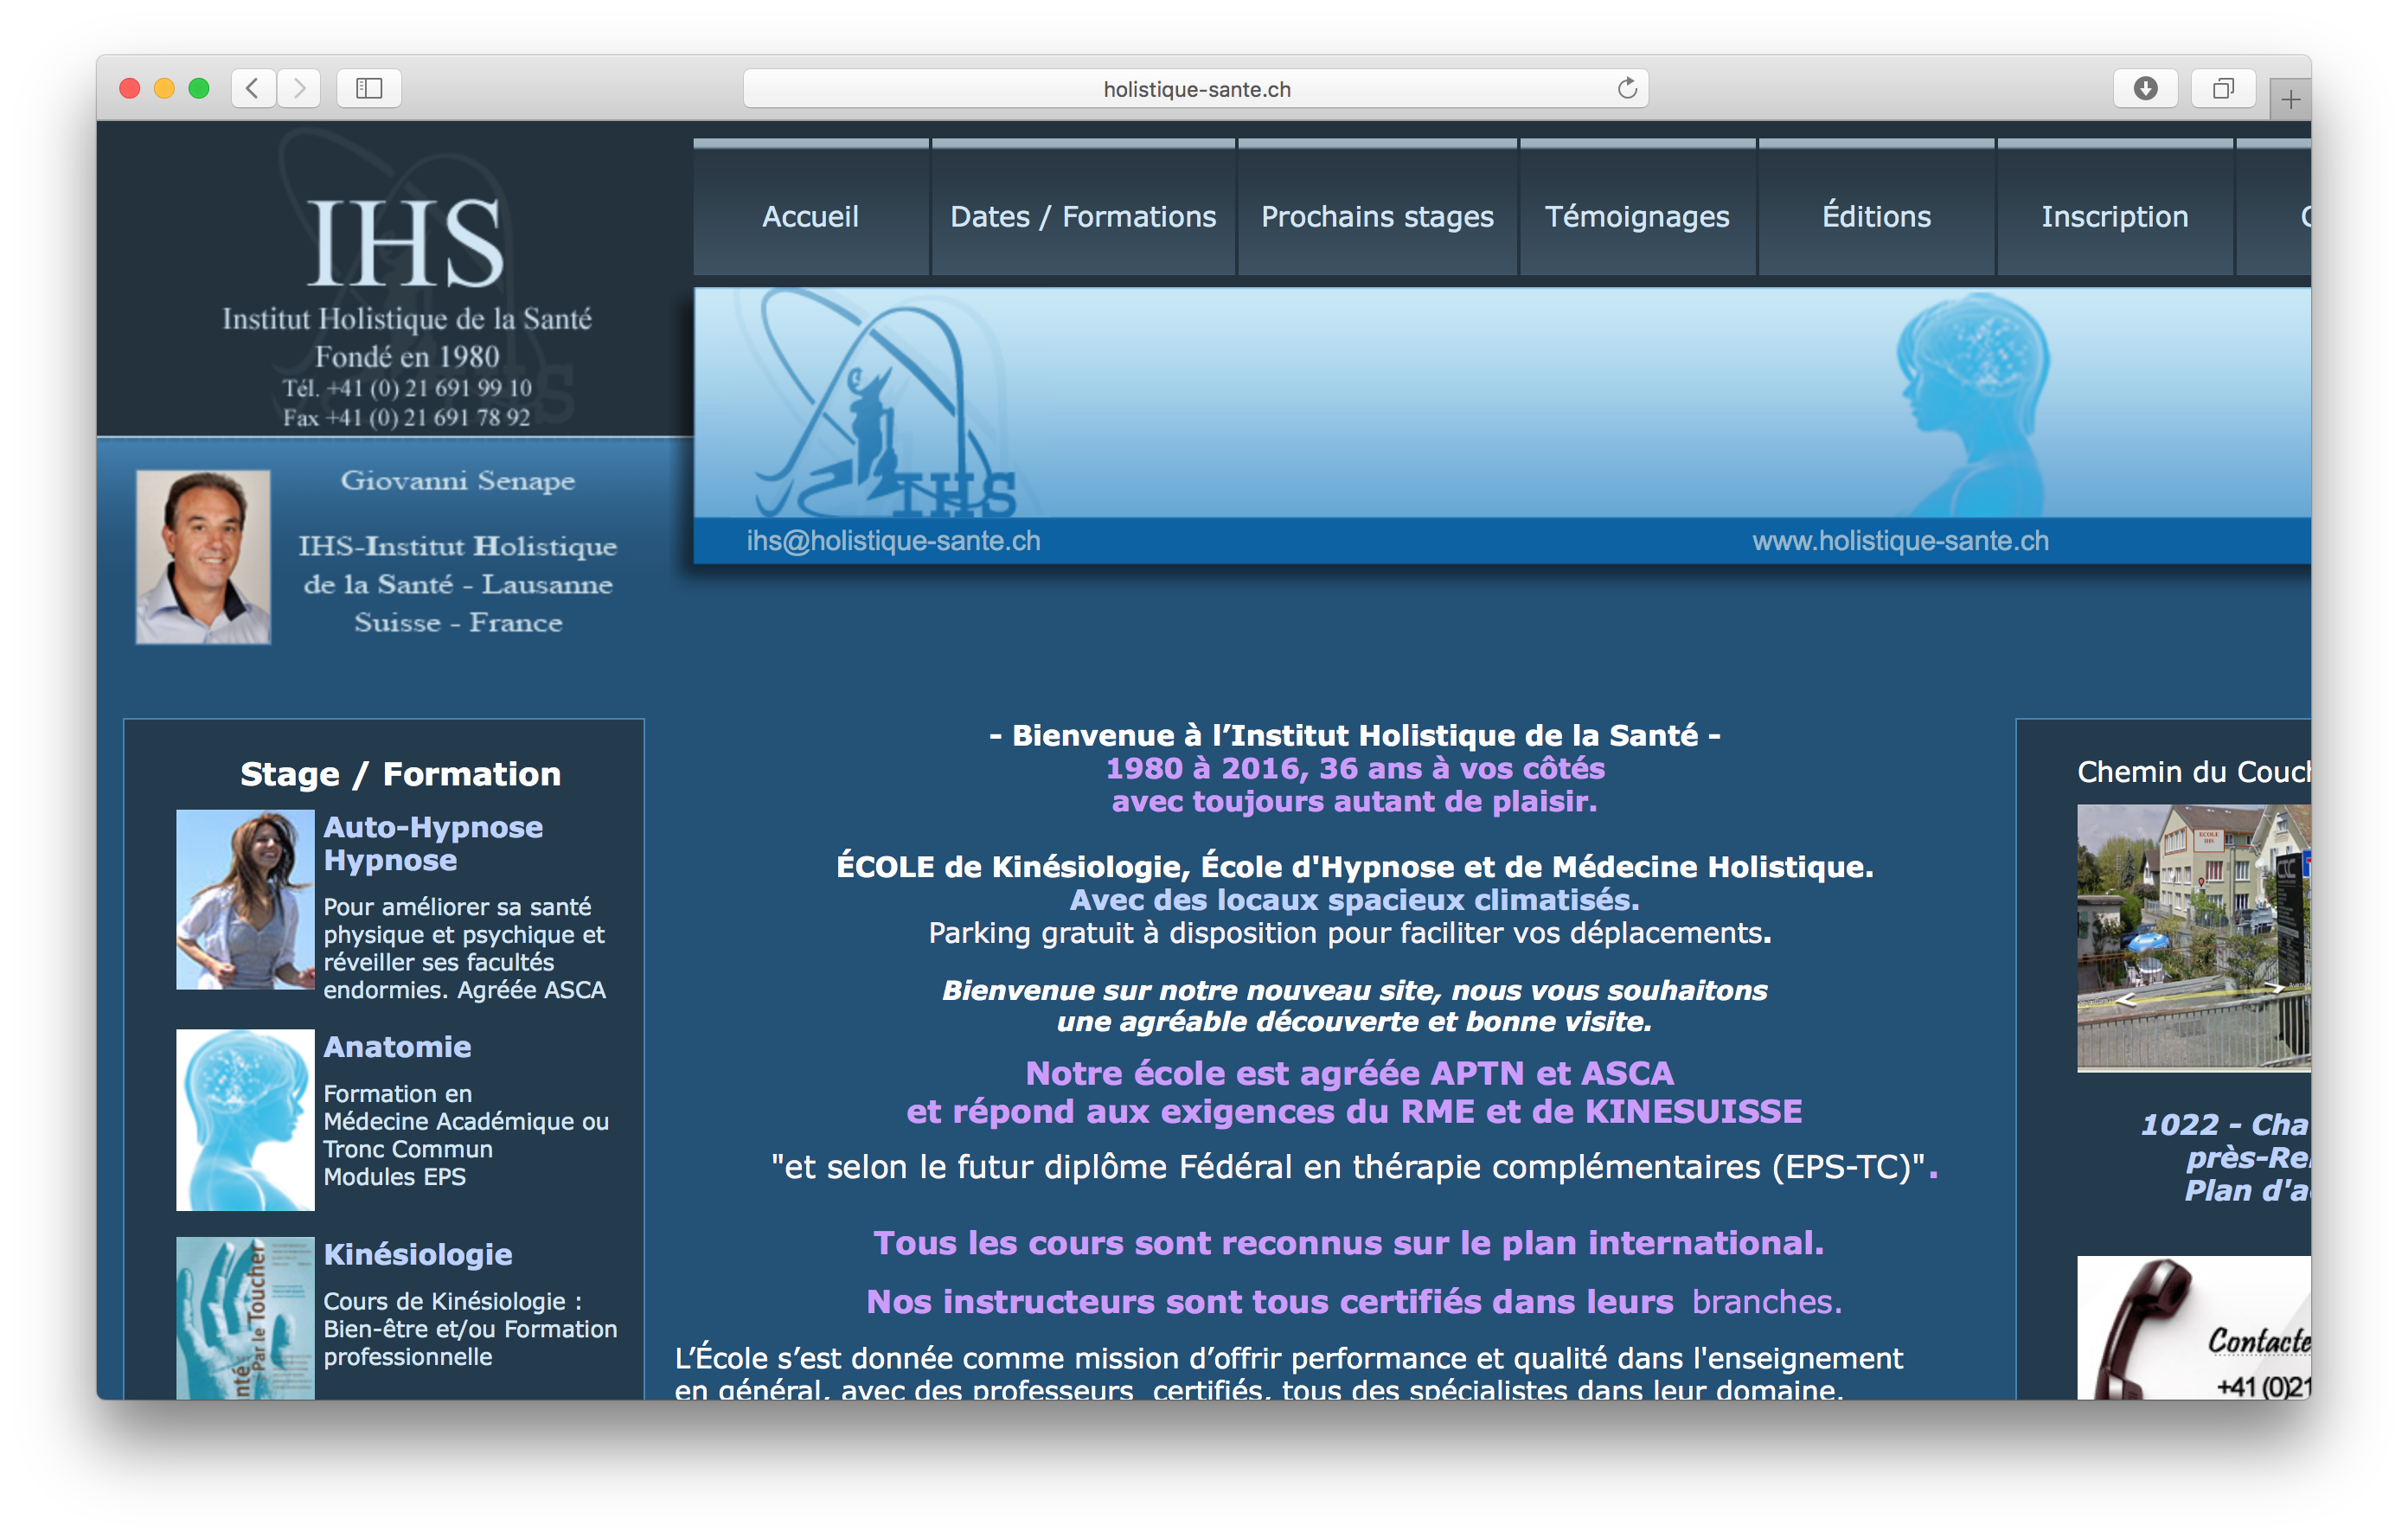 holistique-sante.ch
IHS
Institut Holistique de la Santé
Fondé en 1980
Tél. +41 (0) 21 691 99 10
Fax +41 (0) 21 691 78 92
Accueil
Dates / Formations
Prochains stages
Témoignages
Éditions
Inscription
IHS
ihs@holistique-sante.ch
www.holistique-sante.ch
Giovanni Senape
IHS-Institut Holistique
de la Santé - Lausanne
Suisse - France
Stage / Formation
Auto-Hypnose
Hypnose
Pour améliorer sa santé
physique et psychique et
réveiller ses facultés
endormies. Agréée ASCA
Anatomie
Formation en
Médecine Académique ou
Tronc Commun
Modules EPS
Kinésiologie
Cours de Kinésiologie :
Bien-être et/ou Formation
professionnelle
Par le Toucher
- Bienvenue à l’Institut Holistique de la Santé -
1980 à 2016, 36 ans à vos côtés
avec toujours autant de plaisir.
ÉCOLE de Kinésiologie, École d'Hypnose et de Médecine Holistique.
Avec des locaux spacieux climatisés.
Parking gratuit à disposition pour faciliter vos déplacements.
Bienvenue sur notre nouveau site, nous vous souhaitons
une agréable découverte et bonne visite.
Notre école est agréée APTN et ASCA
et répond aux exigences du RME et de KINESUISSE
"et selon le futur diplôme Fédéral en thérapie complémentaires (EPS-TC)".
Tous les cours sont reconnus sur le plan international.
Nos instructeurs sont tous certifiés dans leurs branches.
L’École s’est donnée comme mission d’offrir performance et qualité dans l'enseignement
en général, avec des professeurs certifiés, tous des spécialistes dans leur domaine.
Chemin du Couch
ECOLE
IHS
1022 - Cha
près-Re
Plan d'a
Contacte
+41 (0)21